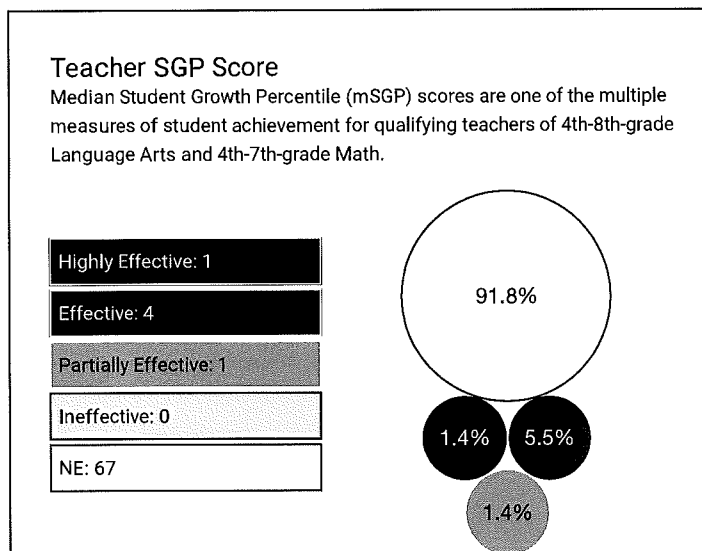 Teacher SGP Score
Median Student Growth Percentile (mSGP) scores are one of the multiple
measures of student achievement for qualifying teachers of 4th-8th-grade
Language Arts and 4th-7th-grade Math.
Highly Effective: 1
Effective: 4
Partially Effective: 1
Ineffective: 0
NE: 67
91.8%
1.4%
5.5%
1.4%